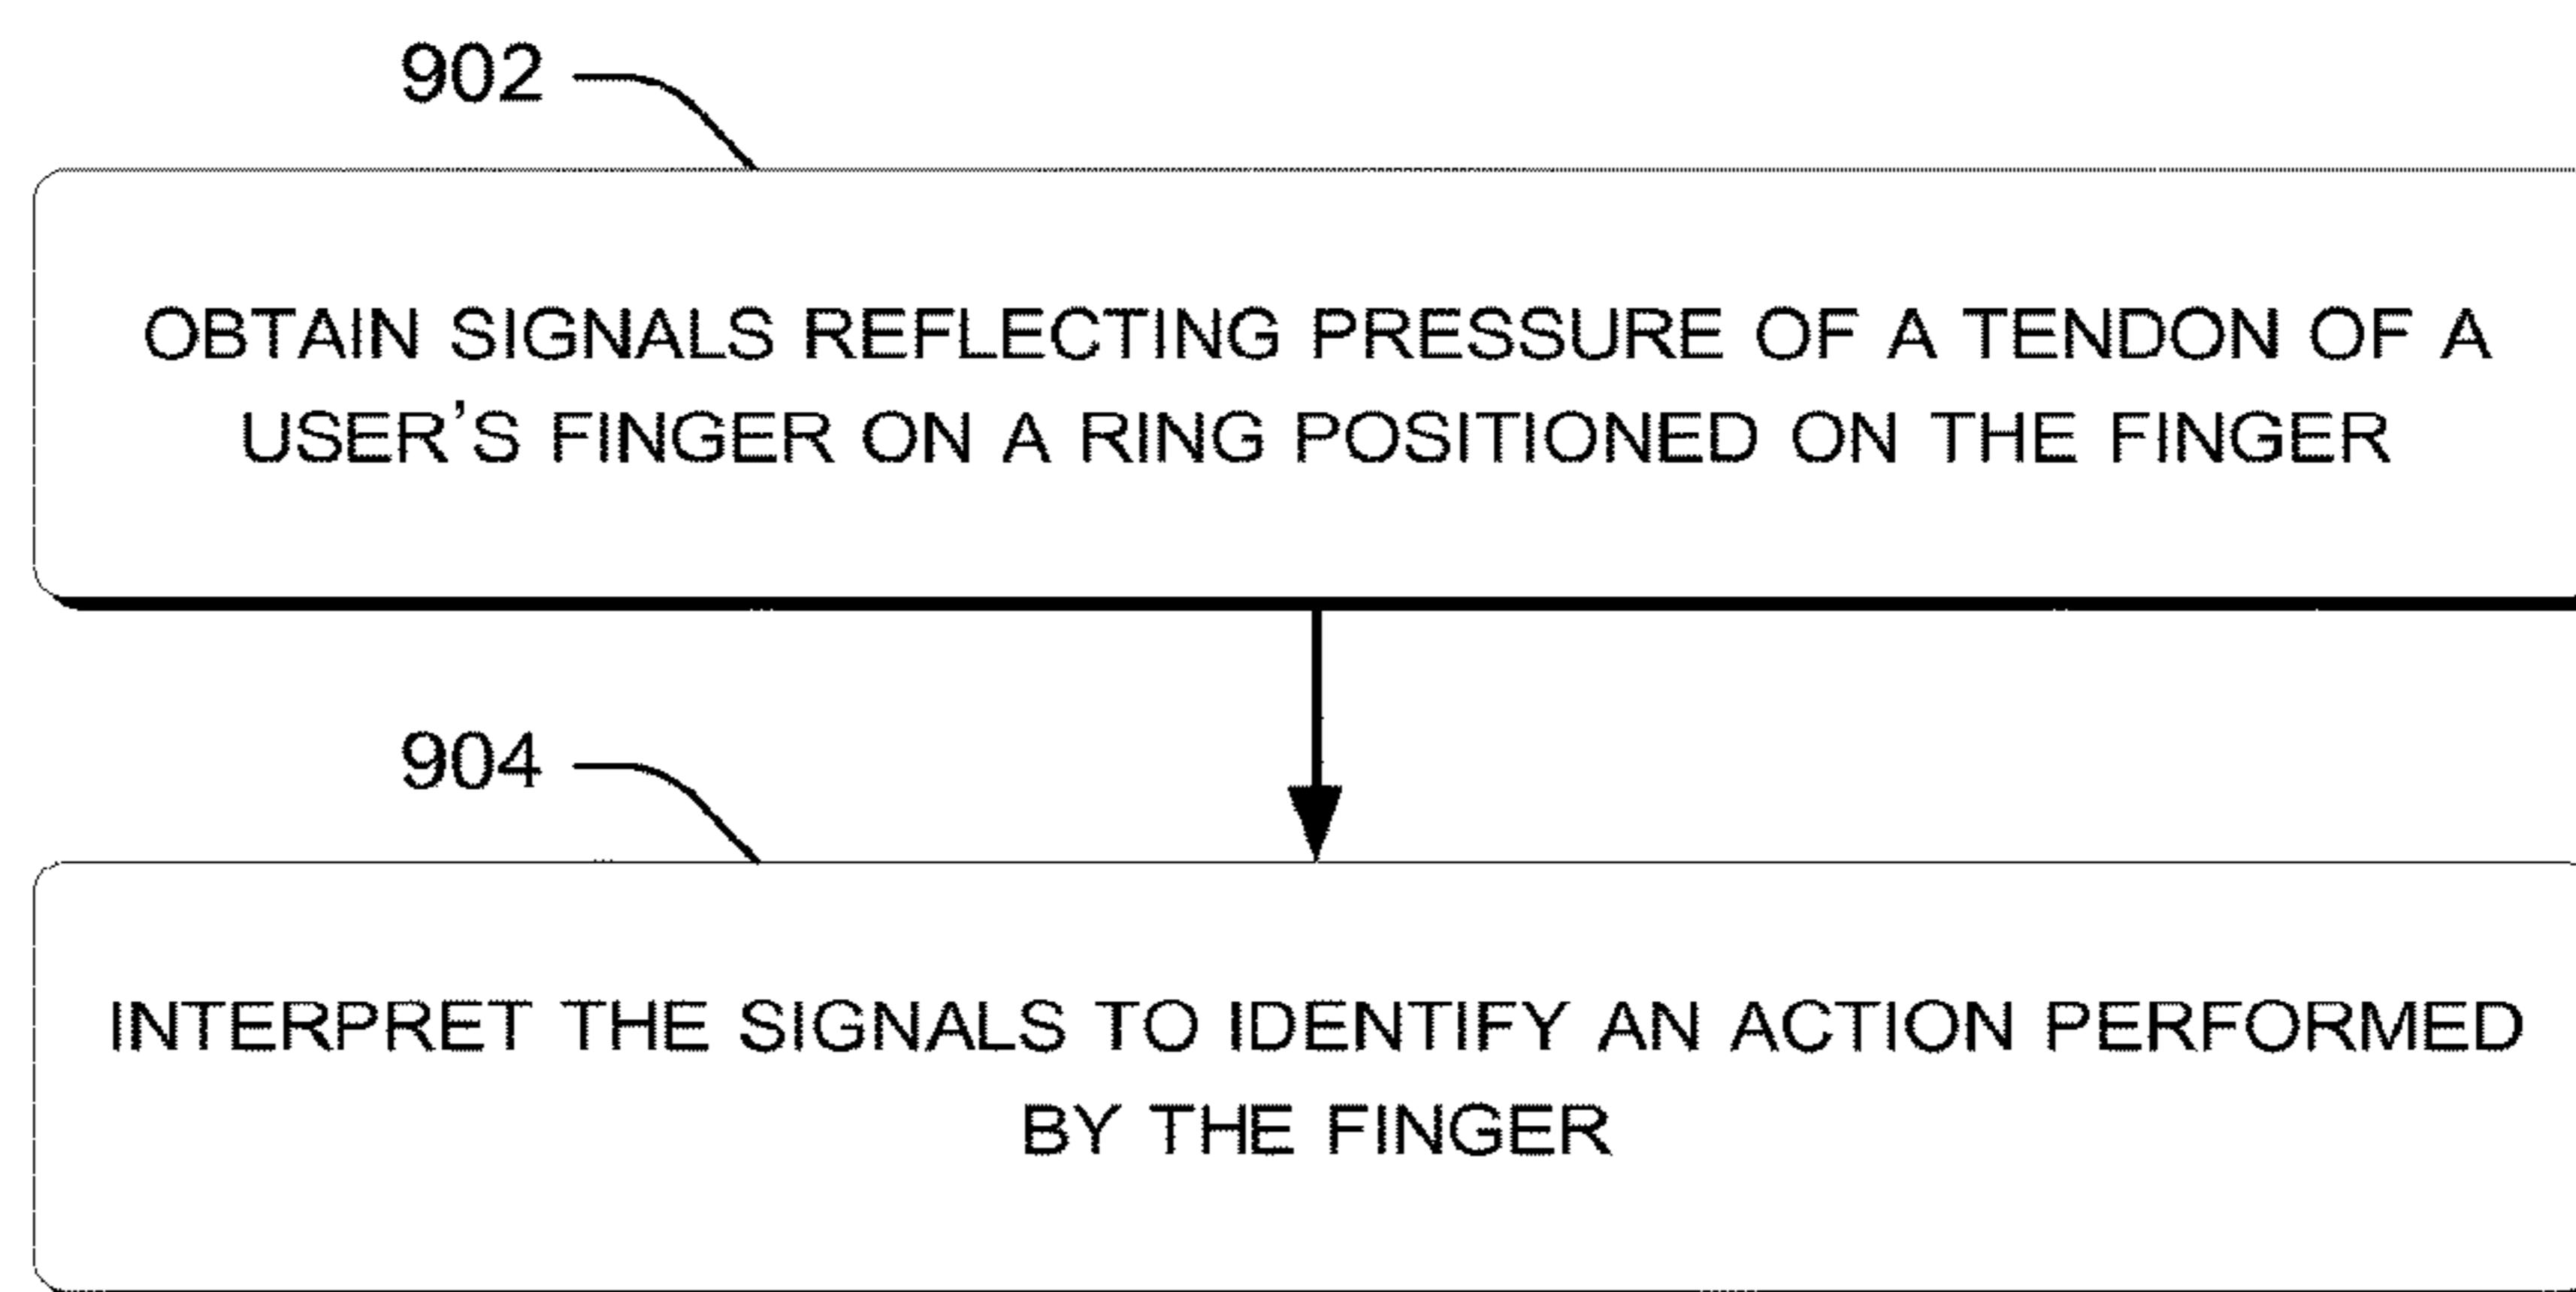 902
OBTAIN SIGNALS REFLECTING PRESSURE OF A TENDON OF A
USER'S FINGER ON A RING POSITIONED ON THE FINGER
904
INTERPRET THE SIGNALS TO IDENTIFY AN ACTION PERFORMED
BY THE FINGER